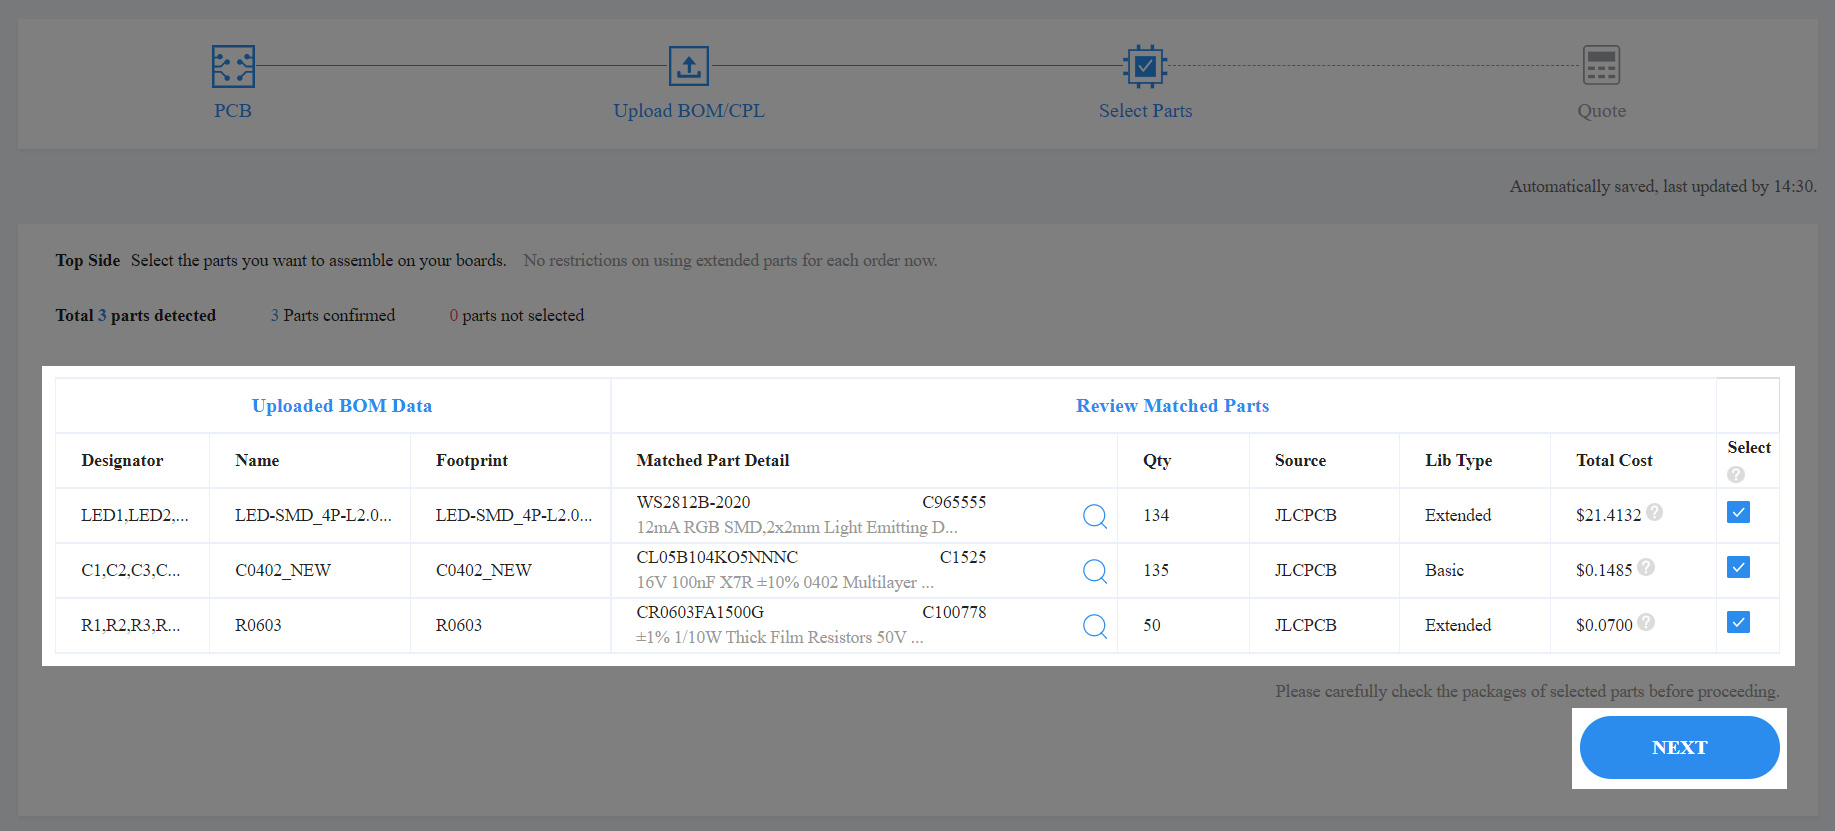 PCB
Upload BOM/CPL
Select Parts
Quote
Automatically saved, last updated by 14:30.
Top Side Select the parts you want to assemble on your boards. No restrictions on using extended parts for each order now.
Total 3 parts detected 3 Parts confirmed 0 parts not selected
Uploaded BOM Data Review Matched Parts
Designator Name Footprint Matched Part Detail Qty Source Lib Type Total Cost Select
?
LED1,LED2,... LED-SMD_4P-L2.0... LED-SMD_4P-L2.0... WS2812B-2020 C965555 134 JLCPCB Extended $21.4132 ?
12mA RGB SMD,2x2mm Light Emitting D...
C1,C2,C3,C... C0402_NEW C0402_NEW CL05B104KO5NNNC C1525 135 JLCPCB Basic $0.1485 ?
16V 100nF X7R ±10% 0402 Multilayer ...
R1,R2,R3,R... R0603 R0603 CR0603FA1500G C100778 50 JLCPCB Extended $0.0700 ?
±1% 1/10W Thick Film Resistors 50V ...
Please carefully check the packages of selected parts before proceeding.
NEXT